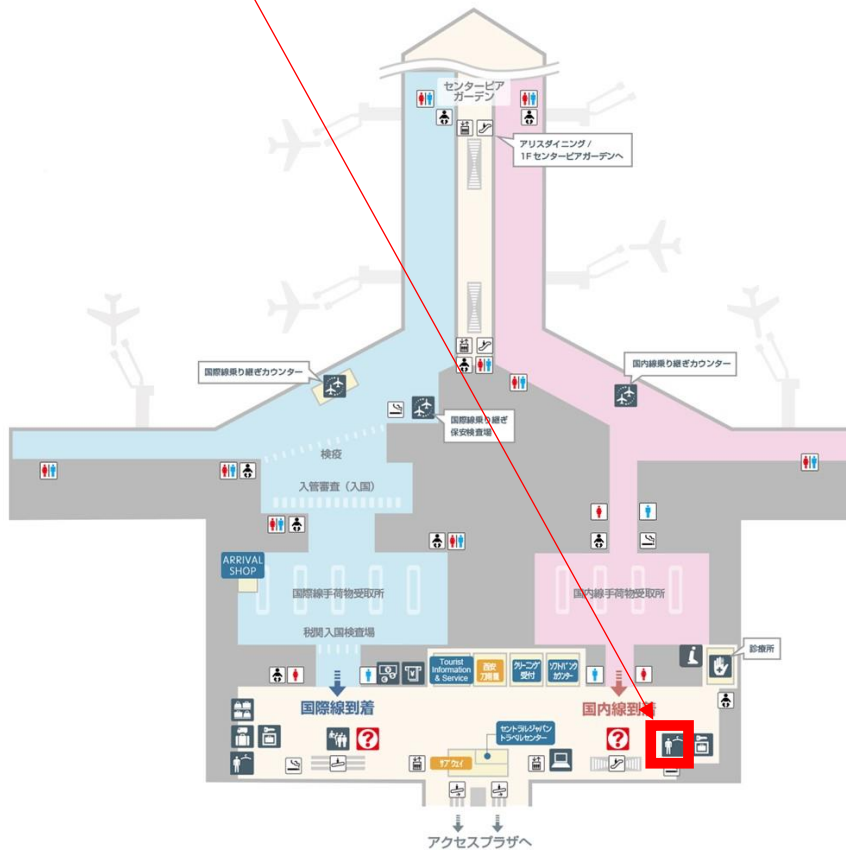 センターピア
ガーデン
アリスダイニング /
1F センターピアガーデンへ
国際線乗り継ぎカウンター
国内線乗り継ぎカウンター
国際線乗り継ぎ
保安検査場
検疫
入管審査（入国）
ARRIVAL
SHOP
国際線手荷物受取所
国内線手荷物受取所
税関入国検査場
診療所
Tourist
Information
& Service
西安
刀削麺
クリーニング
受付
ソフトバンク
カウンター
国際線到着
国内線到着
セントラルジャパン
トラベルセンター
サブウェイ
アクセスプラザへ